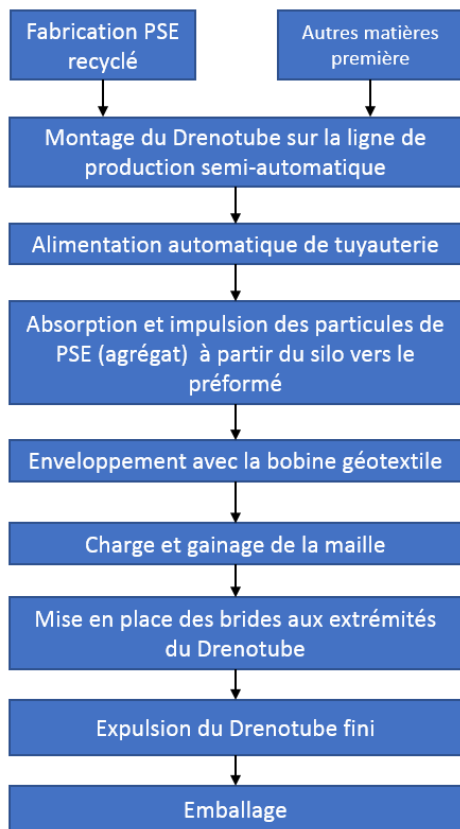 Fabrication PSE
recyclé
Autres matières
première
Montage du Drenotube sur la ligne de
production semi-automatique
Alimentation automatique de tuyauterie
Absorption et impulsion des particules de
PSE (agrégat) à partir du silo vers le
préformé
Enveloppement avec la bobine géotextile
Charge et gainage de la maille
Mise en place des brides aux extrémités
du Drenotube
Expulsion du Drenotube fini
Emballage